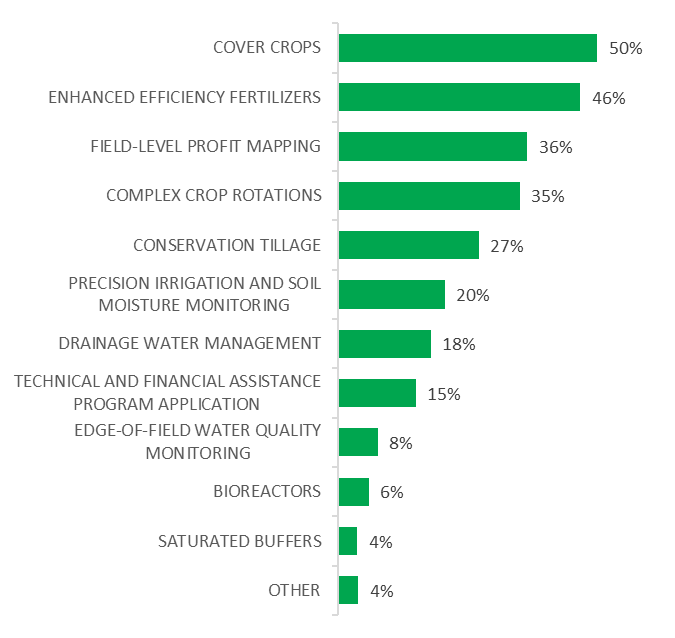 COVER CROPS 50%
ENHANCED EFFICIENCY FERTILIZERS 46%
FIELD-LEVEL PROFIT MAPPING 36%
COMPLEX CROP ROTATIONS 35%
CONSERVATION TILLAGE 27%
PRECISION IRRIGATION AND SOIL
MOISTURE MONITORING 20%
DRAINAGE WATER MANAGEMENT 18%
TECHNICAL AND FINANCIAL ASSISTANCE
PROGRAM APPLICATION 15%
EDGE-OF-FIELD WATER QUALITY
MONITORING 8%
BIOREACTORS 6%
SATURATED BUFFERS 4%
OTHER 4%